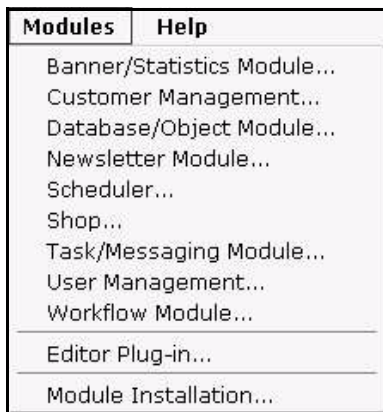 Modules Help
Banner/Statistics Module...
Customer Management...
Database/Object Module...
Newsletter Module...
Scheduler...
Shop...
Task/Messaging Module...
User Management...
Workflow Module...
Editor Plug-in...
Module Installation...